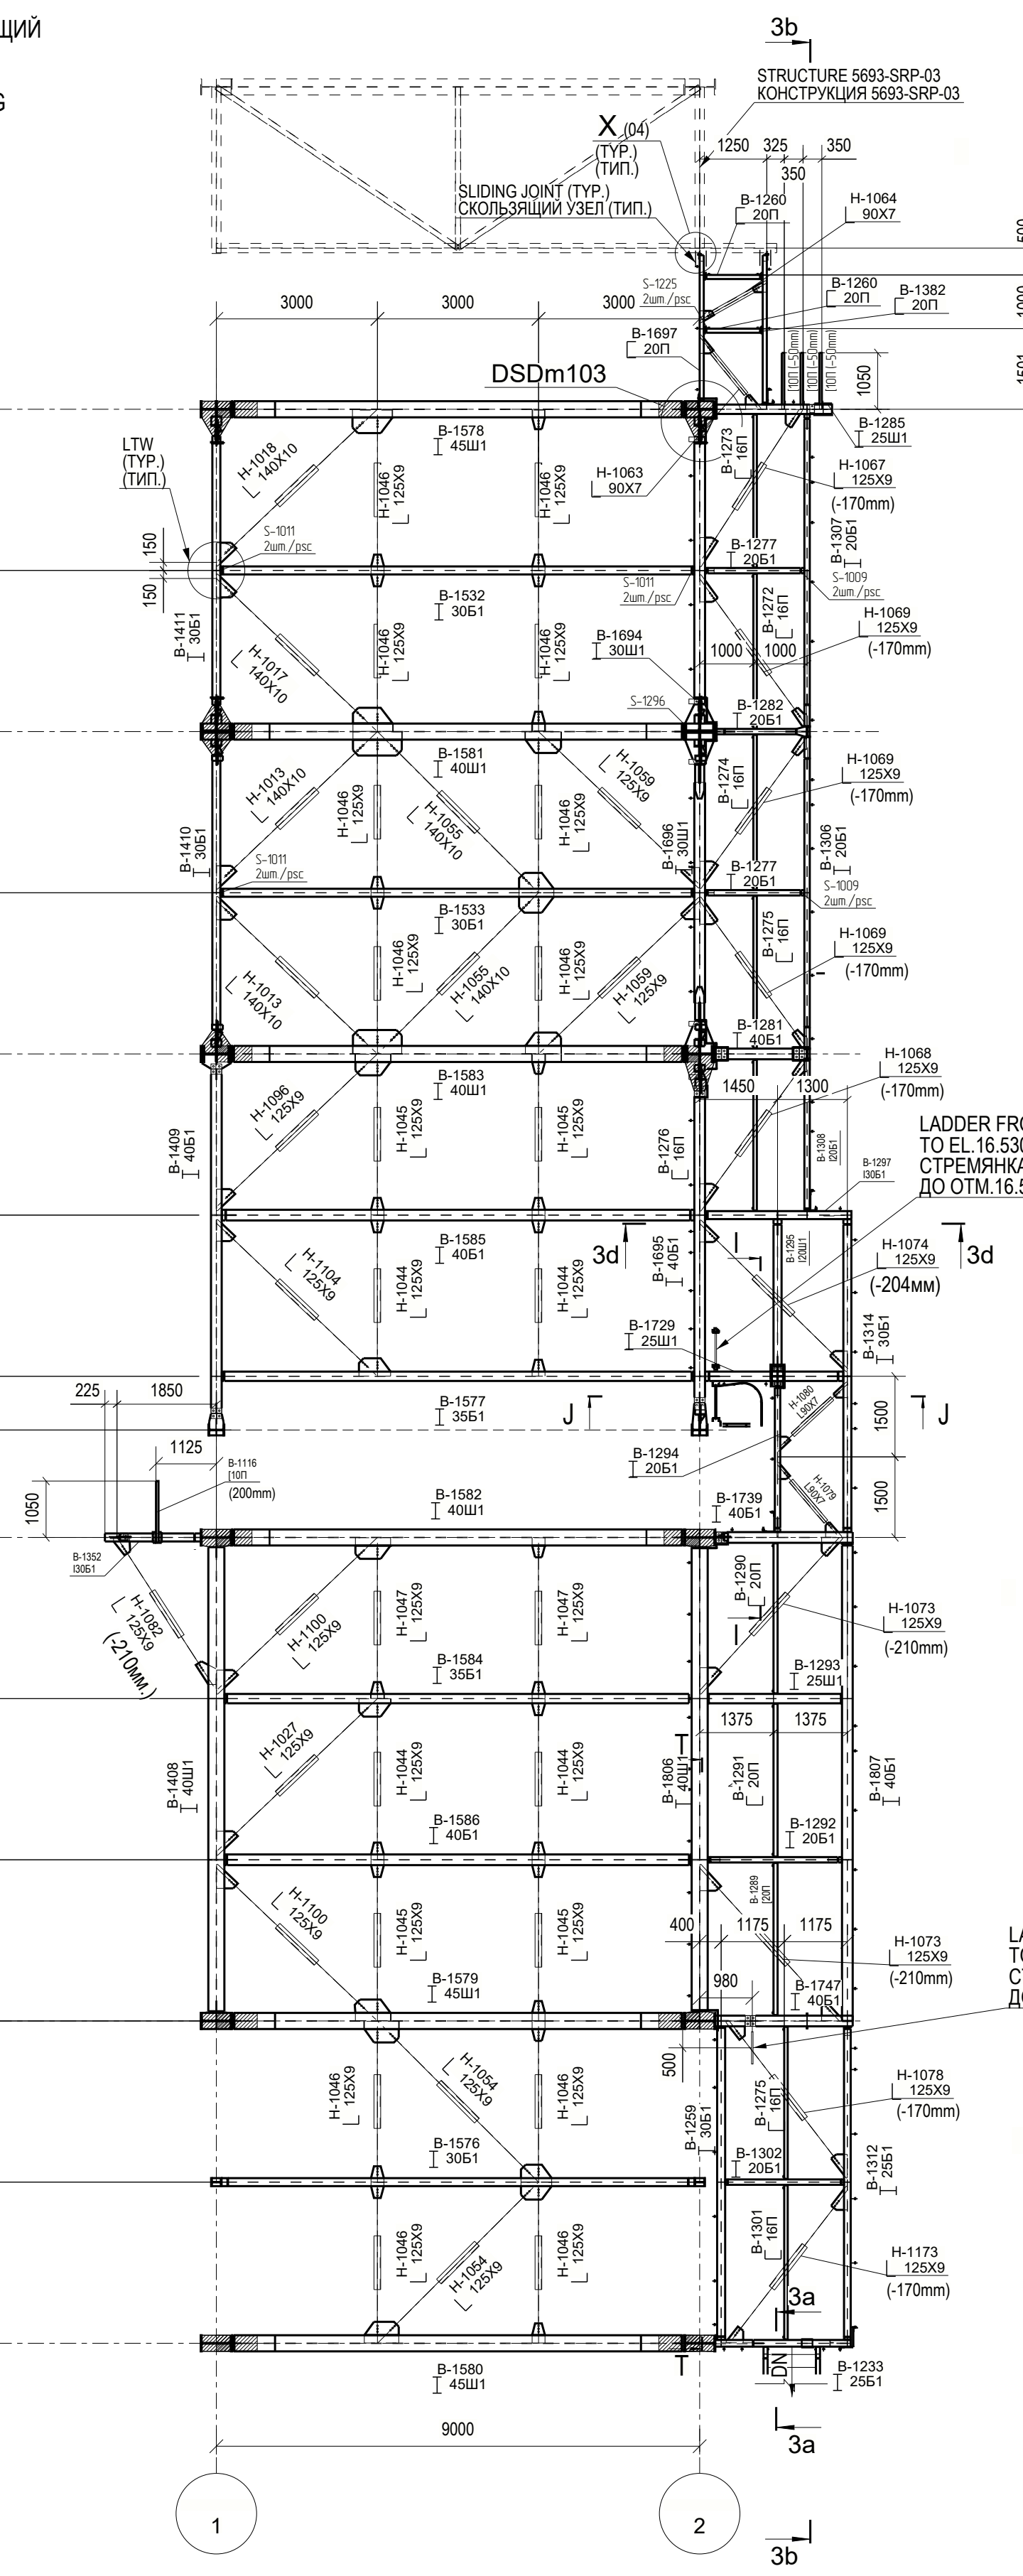 ЩИЙ
G
3b
STRUCTURE 5693-SRP-03
КОНСТРУКЦИЯ 5693-SRP-03
X (04)
(TYP.)
(ТИП.)
1250
325
350
350
SLIDING JOINT (TYP.)
СКОЛЬЗЯЩИЙ УЗЕЛ (ТИП.)
B-1260
20П
H-1064
90X7
3000
3000
3000
S-1225
2шт./psc
B-1260
20П
B-1382
20П
B-1697
20П
[10П (-50mm)
[10П (-50mm)
[10П (-50mm)
1050
DSDm103
B-1578
45Ш1
B-1285
25Ш1
B-1273
16П
LTW
(TYP.)
(ТИП.)
H-1018
140X10
H-1046
125X9
H-1046
125X9
H-1063
90X7
H-1067
125X9
(-170mm)
B-1307
20Б1
150
150
S-1011
2шт./psc
B-1277
20Б1
S-1011
2шт./psc
S-1009
2шт./psc
B-1532
30Б1
B-1272
16П
H-1069
125X9
(-170mm)
B-1411
30Б1
H-1017
140X10
H-1046
125X9
H-1046
125X9
B-1694
30Ш1
1000
1000
S-1296
B-1282
20Б1
B-1581
40Ш1
H-1013
140X10
H-1046
125X9
H-1055
140X10
H-1046
125X9
H-1059
125X9
B-1274
16П
H-1069
125X9
(-170mm)
B-1410
30Б1
B-1696
30Ш1
B-1306
20Б1
S-1011
2шт./psc
B-1277
20Б1
S-1009
2шт./psc
B-1533
30Б1
B-1275
16П
H-1069
125X9
(-170mm)
H-1013
140X10
H-1046
125X9
H-1055
140X10
H-1046
125X9
H-1059
125X9
B-1281
40Б1
B-1583
40Ш1
H-1068
125X9
(-170mm)
1450
1300
H-1096
125X9
H-1045
125X9
H-1045
125X9
B-1409
40Б1
B-1276
16П
B-1308
I20Б1
B-1297
I30Б1
LADDER FRO
TO EL.16.530
СТРЕМЯНКА
ДО ОТМ.16.5
B-1585
40Б1
3d
3d
I
B-1695
40Б1
B-1295
I20Ш1
H-1074
125X9
(-204мм)
H-1104
125X9
H-1044
125X9
H-1044
125X9
B-1729
25Ш1
B-1314
30Б1
225
1850
B-1577
35Б1
J
J
H-1080
L90X7
1500
1125
B-1116
[10П
(200mm)
B-1294
20Б1
1050
B-1582
40Ш1
B-1739
40Б1
H-1079
L90X7
1500
B-1352
I30Б1
H-1082
125X9
(-210мм.)
H-1100
125X9
H-1047
125X9
H-1047
125X9
B-1290
20П
I
H-1073
125X9
(-210mm)
B-1584
35Б1
B-1293
25Ш1
1375
1375
H-1027
125X9
H-1044
125X9
H-1044
125X9
B-1408
40Ш1
T
B-1806
40Ш1
B-1291
20П
B-1807
40Б1
B-1586
40Б1
B-1292
20Б1
B-1289
[20П
H-1100
125X9
H-1045
125X9
H-1045
125X9
400
1175
1175
H-1073
125X9
(-210mm)
B-1579
45Ш1
980
B-1747
40Б1
500
H-1046
125X9
H-1054
125X9
H-1046
125X9
B-1275
16П
H-1078
125X9
(-170mm)
B-1259
30Б1
B-1576
30Б1
B-1302
20Б1
B-1312
25Б1
H-1046
125X9
H-1054
125X9
H-1046
125X9
B-1301
16П
H-1173
125X9
(-170mm)
3a
B-1580
45Ш1
T
DN
B-1233
25Б1
9000
3a
1
2
3b